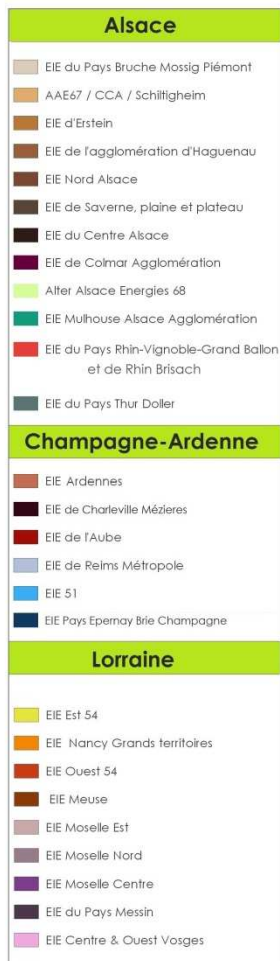 Alsace
EIE du Pays Bruche Mossig Piémont
AAE67 / CCA / Schiltigheim
EIE d'Erstein
EIE de l'agglomération d'Haguenau
EIE Nord Alsace
EIE de Saverne, plaine et plateau
EIE du Centre Alsace
EIE de Colmar Agglomération
Alter Alsace Energies 68
EIE Mulhouse Alsace Agglomération
EIE du Pays Rhin-Vignoble-Grand Ballon
et de Rhin Brisach
EIE du Pays Thur Doller
Champagne-Ardenne
EIE Ardennes
EIE de Charleville Mézieres
EIE de l'Aube
EIE de Reims Métropole
EIE 51
EIE Pays Epernay Brie Champagne
Lorraine
EIE Est 54
EIE Nancy Grands territoires
EIE Ouest 54
EIE Meuse
EIE Moselle Est
EIE Moselle Nord
EIE Moselle Centre
EIE du Pays Messin
EIE Centre & Ouest Vosges